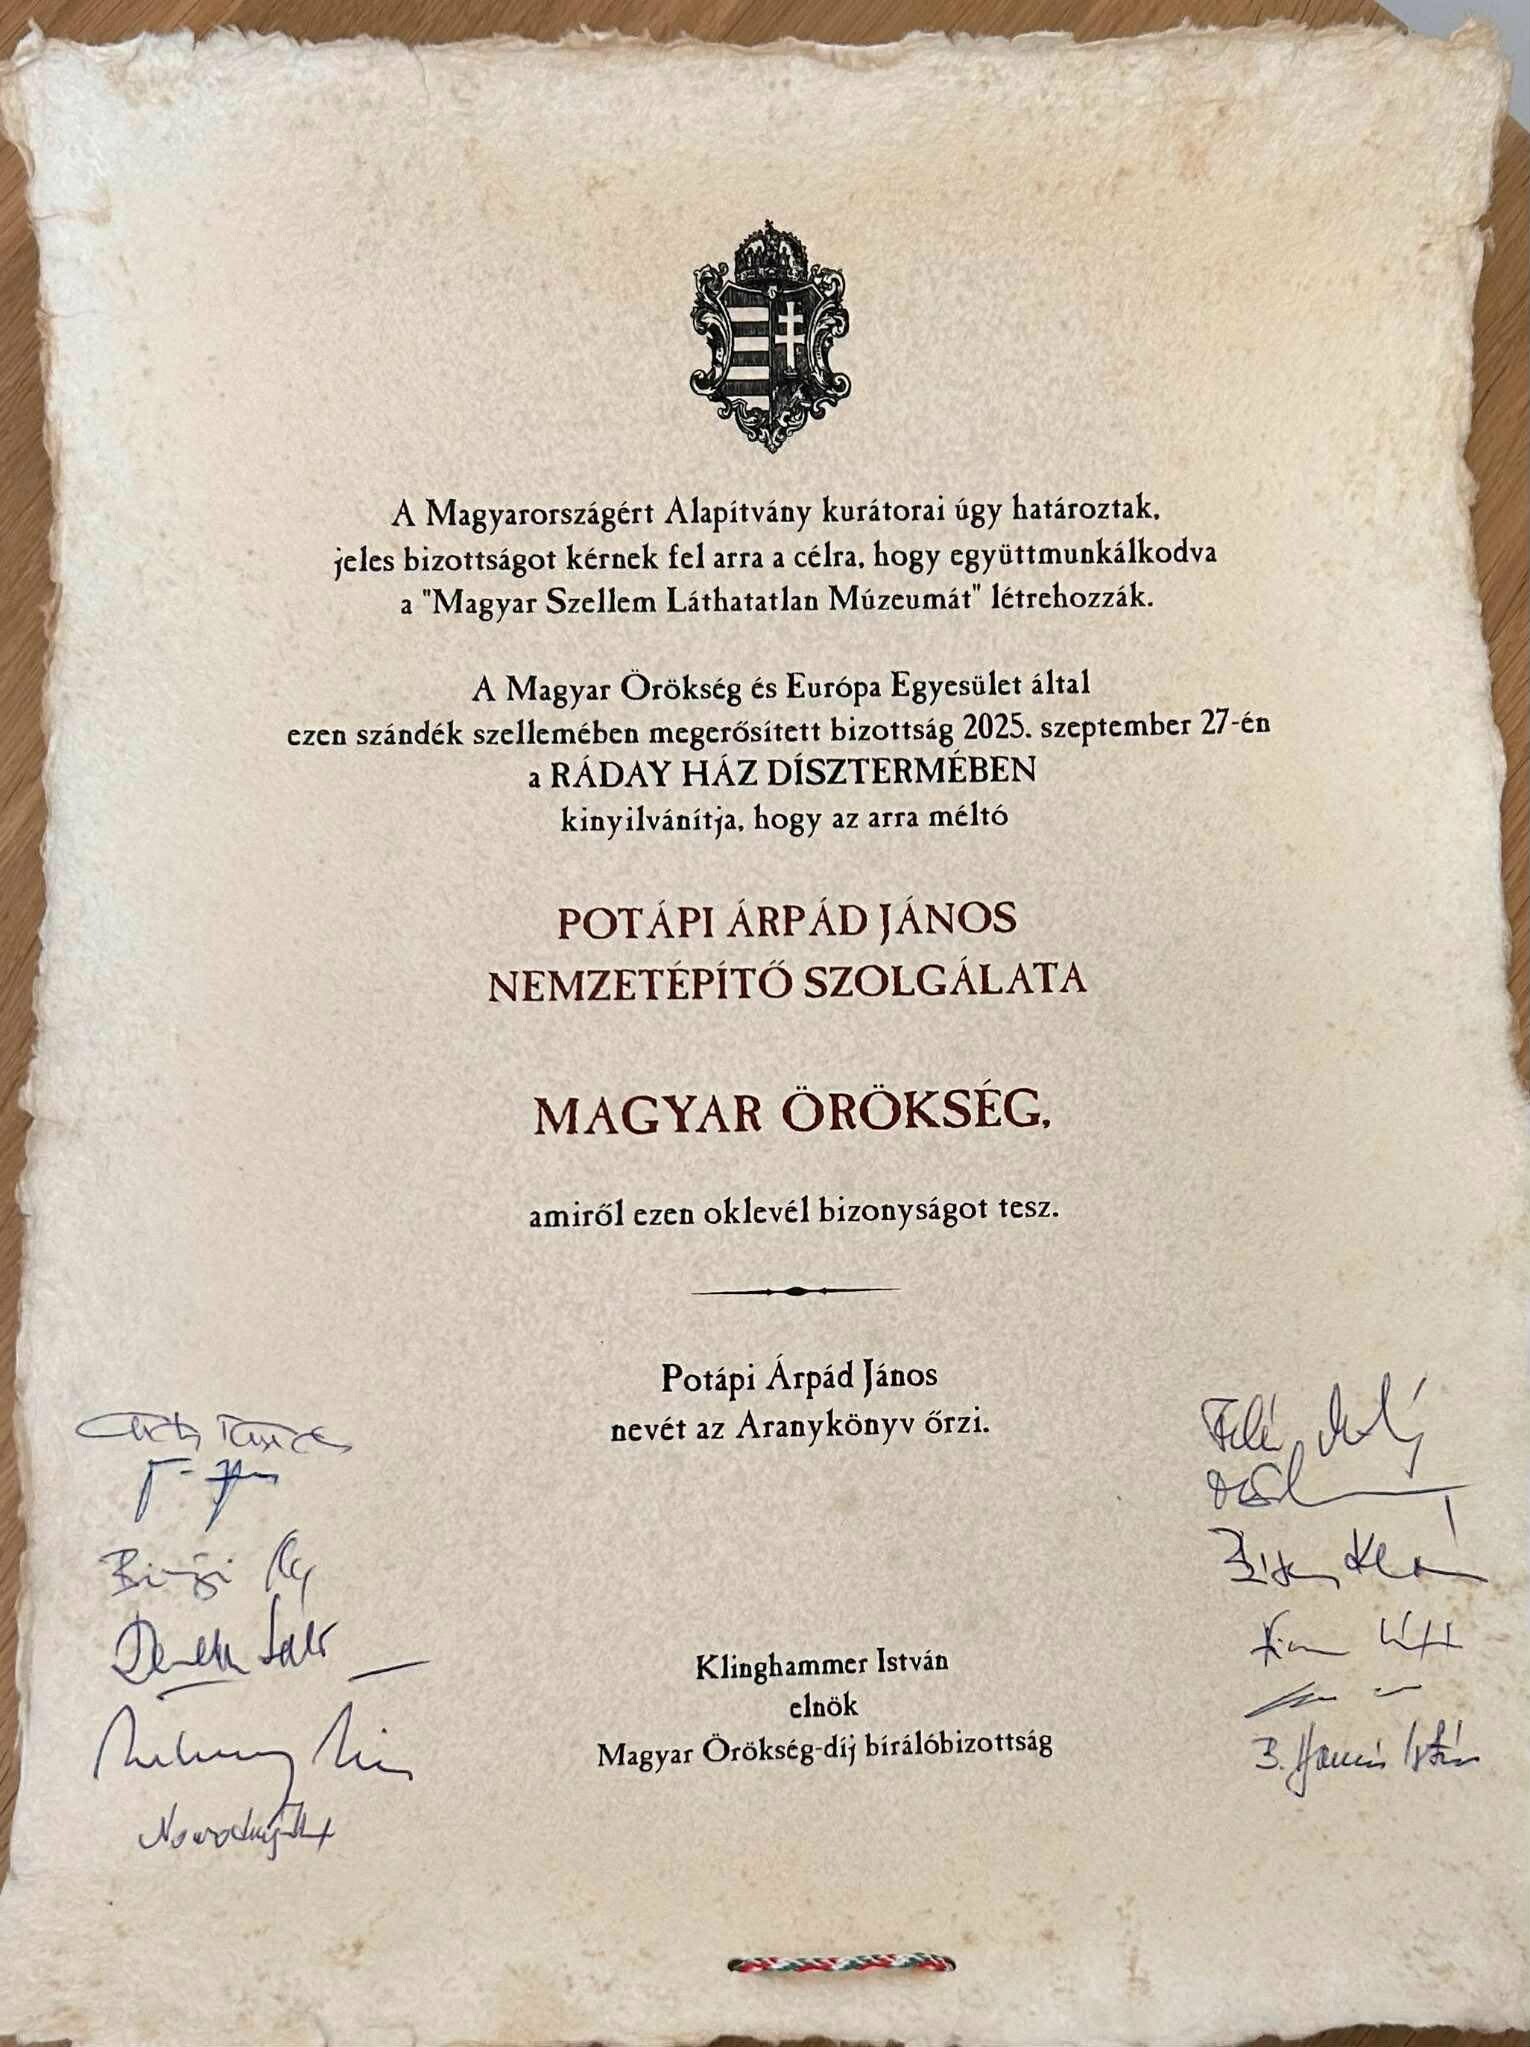 A Magyarországért Alapítvány kurátorai úgy határoztak,
jeles bizottságot kérnek fel arra a célra, hogy együttmunkálkodva
a "Magyar Szellem Láthatatlan Múzeumát" létrehozzák.
A Magyar Örökség és Európa Egyesület által
ezen szándék szellemében megerősített bizottság 2025. szeptember 27-én
a RÁDAY HÁZ DÍSZTERMÉBEN
kinyilvánítja, hogy az arra méltó
POTÁPI ÁRPÁD JÁNOS
NEMZETÉPÍTŐ SZOLGÁLATA
MAGYAR ÖRÖKSÉG,
amiről ezen oklevél bizonyságot tesz.
Potápi Árpád János
nevét az Aranykönyv őrzi.
Klinghammer István
elnök
Magyar Örökség-díj bírálóbizottság